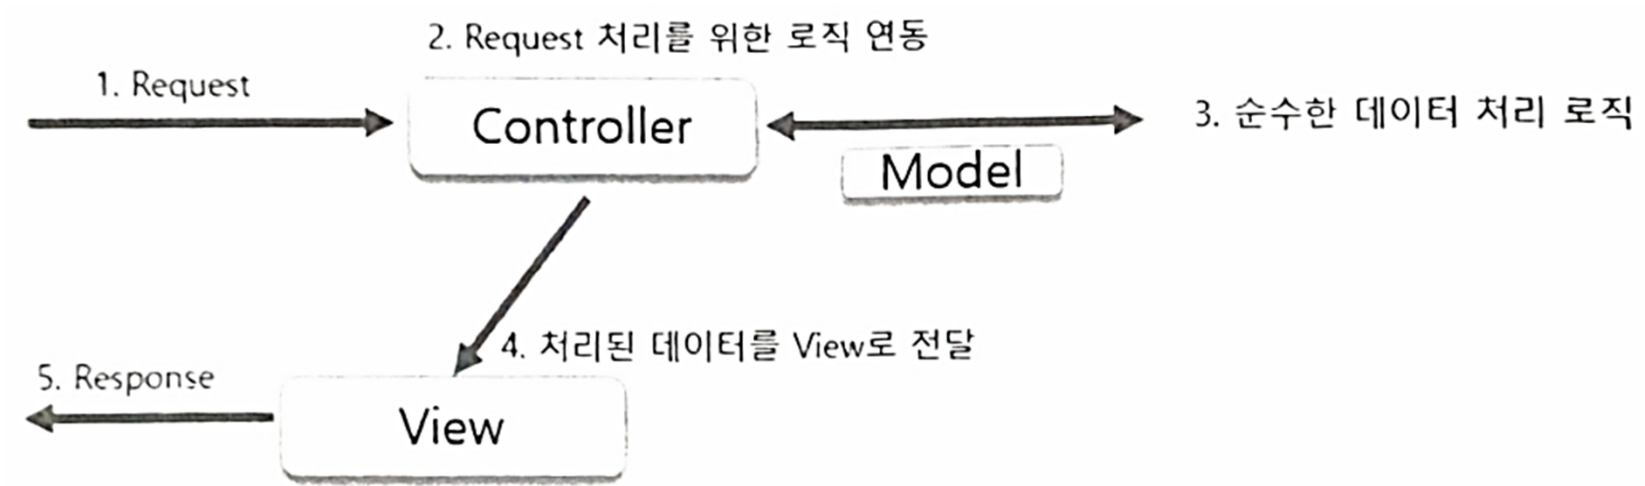 2. Request 처리를 위한 로직 연동
1. Request
Controller
3. 순수한 데이터 처리 로직
Model
4. 처리된 데이터를 View로 전달
5. Response
View